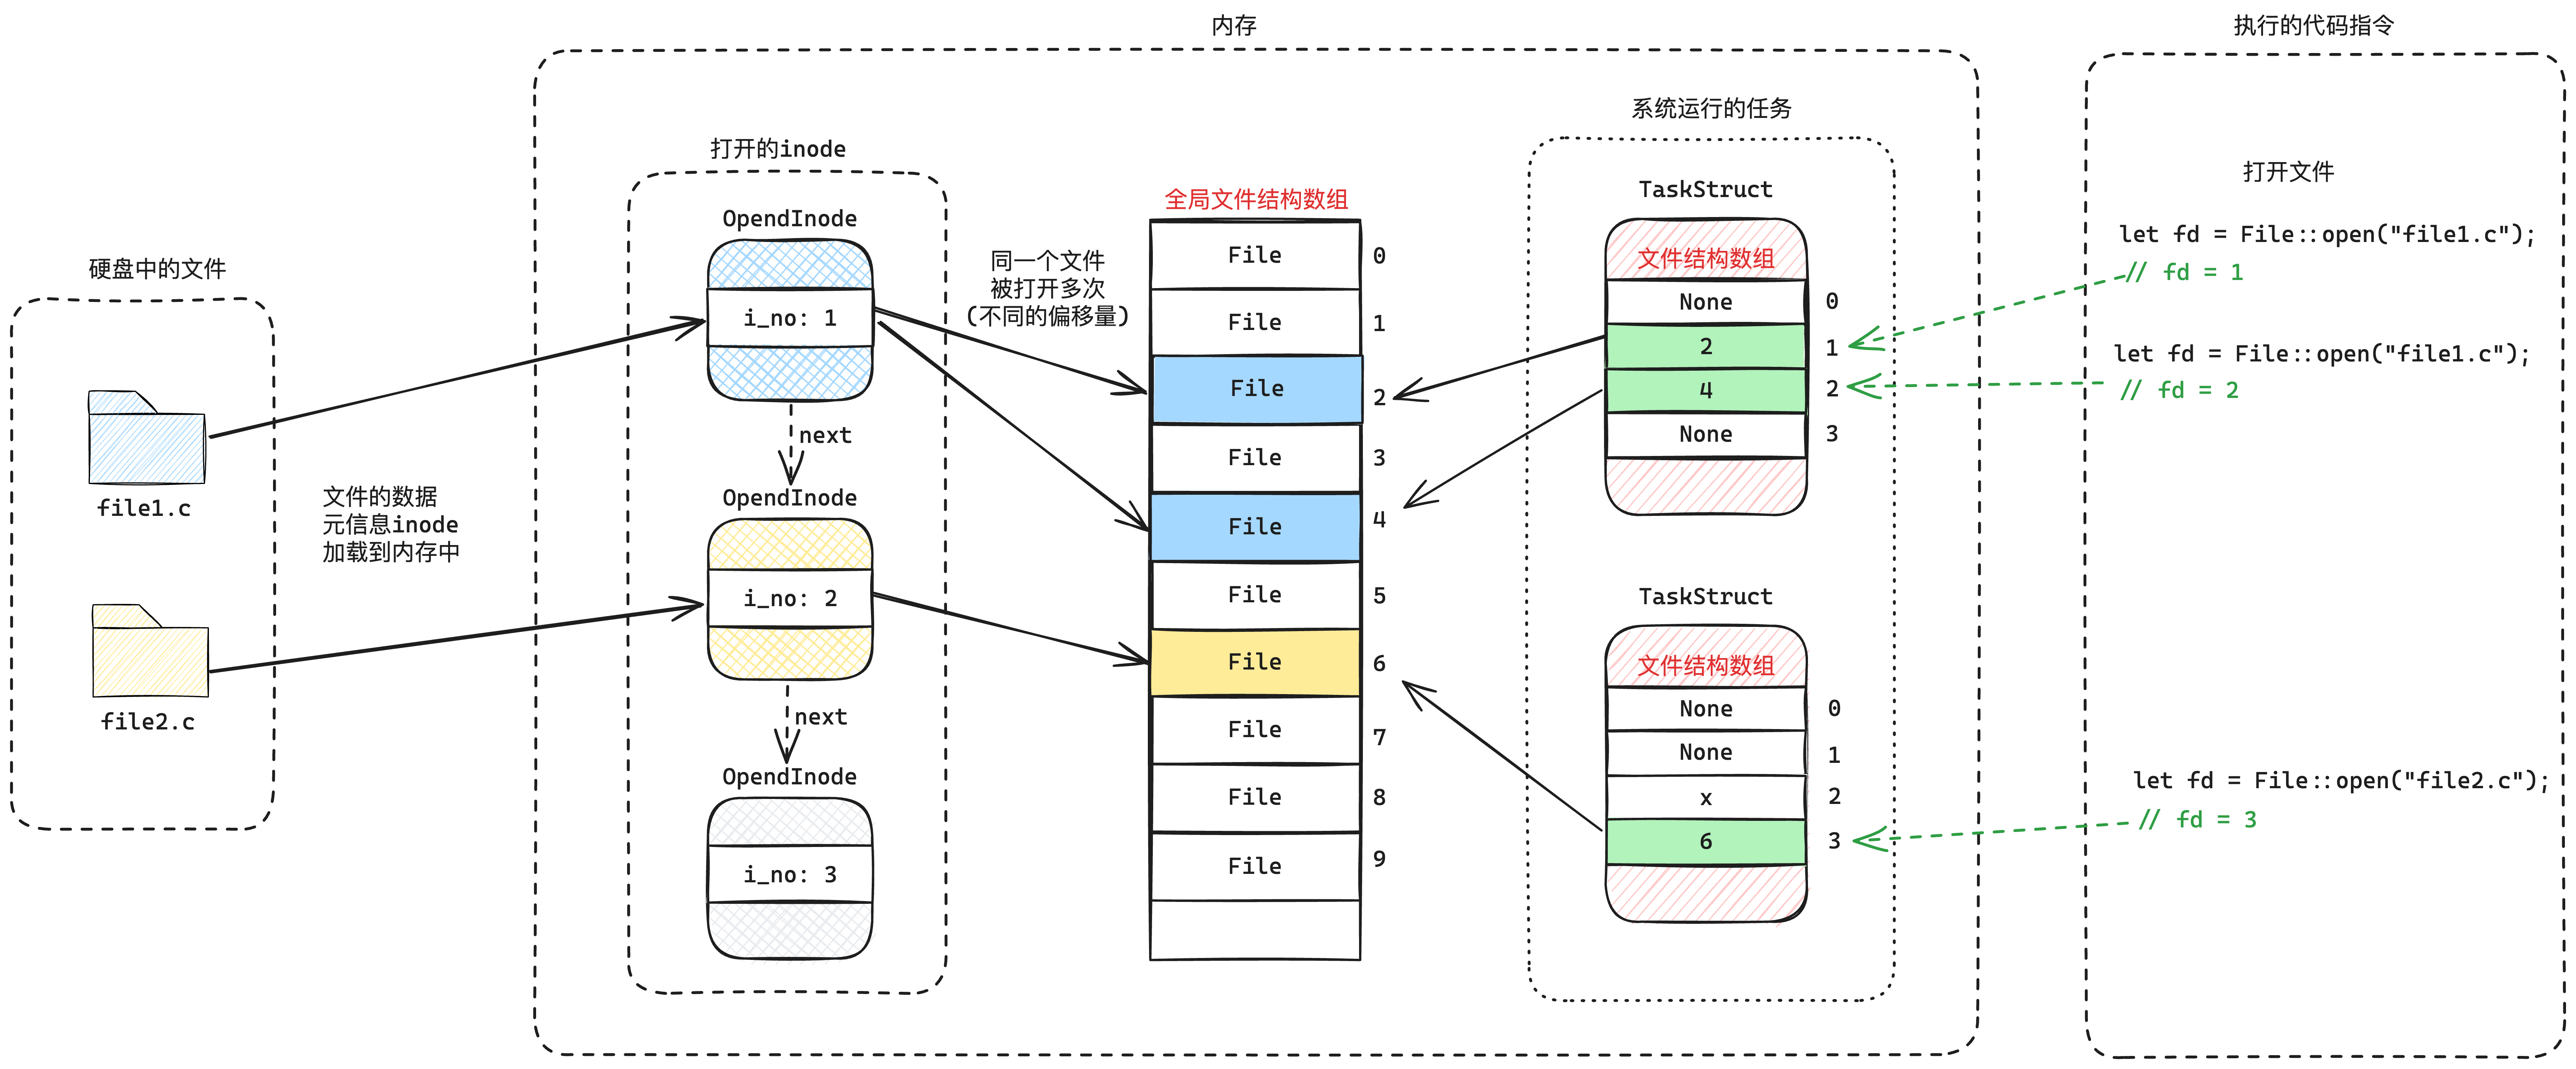 内存
执行的代码指令
硬盘中的文件
file1.c
file2.c
文件的数据
元信息inode
加载到内存中
打开的inode
OpendInode
i_no: 1
next
OpendInode
i_no: 2
next
OpendInode
i_no: 3
同一个文件
被打开多次
(不同的偏移量)
全局文件结构数组
File 0
File 1
File 2
File 3
File 4
File 5
File 6
File 7
File 8
File 9
系统运行的任务
TaskStruct
文件结构数组
None 0
2 1
4 2
None 3
TaskStruct
文件结构数组
None 0
None 1
x 2
6 3
打开文件
let fd = File::open("file1.c");
// fd = 1
let fd = File::open("file1.c");
// fd = 2
let fd = File::open("file2.c");
// fd = 3